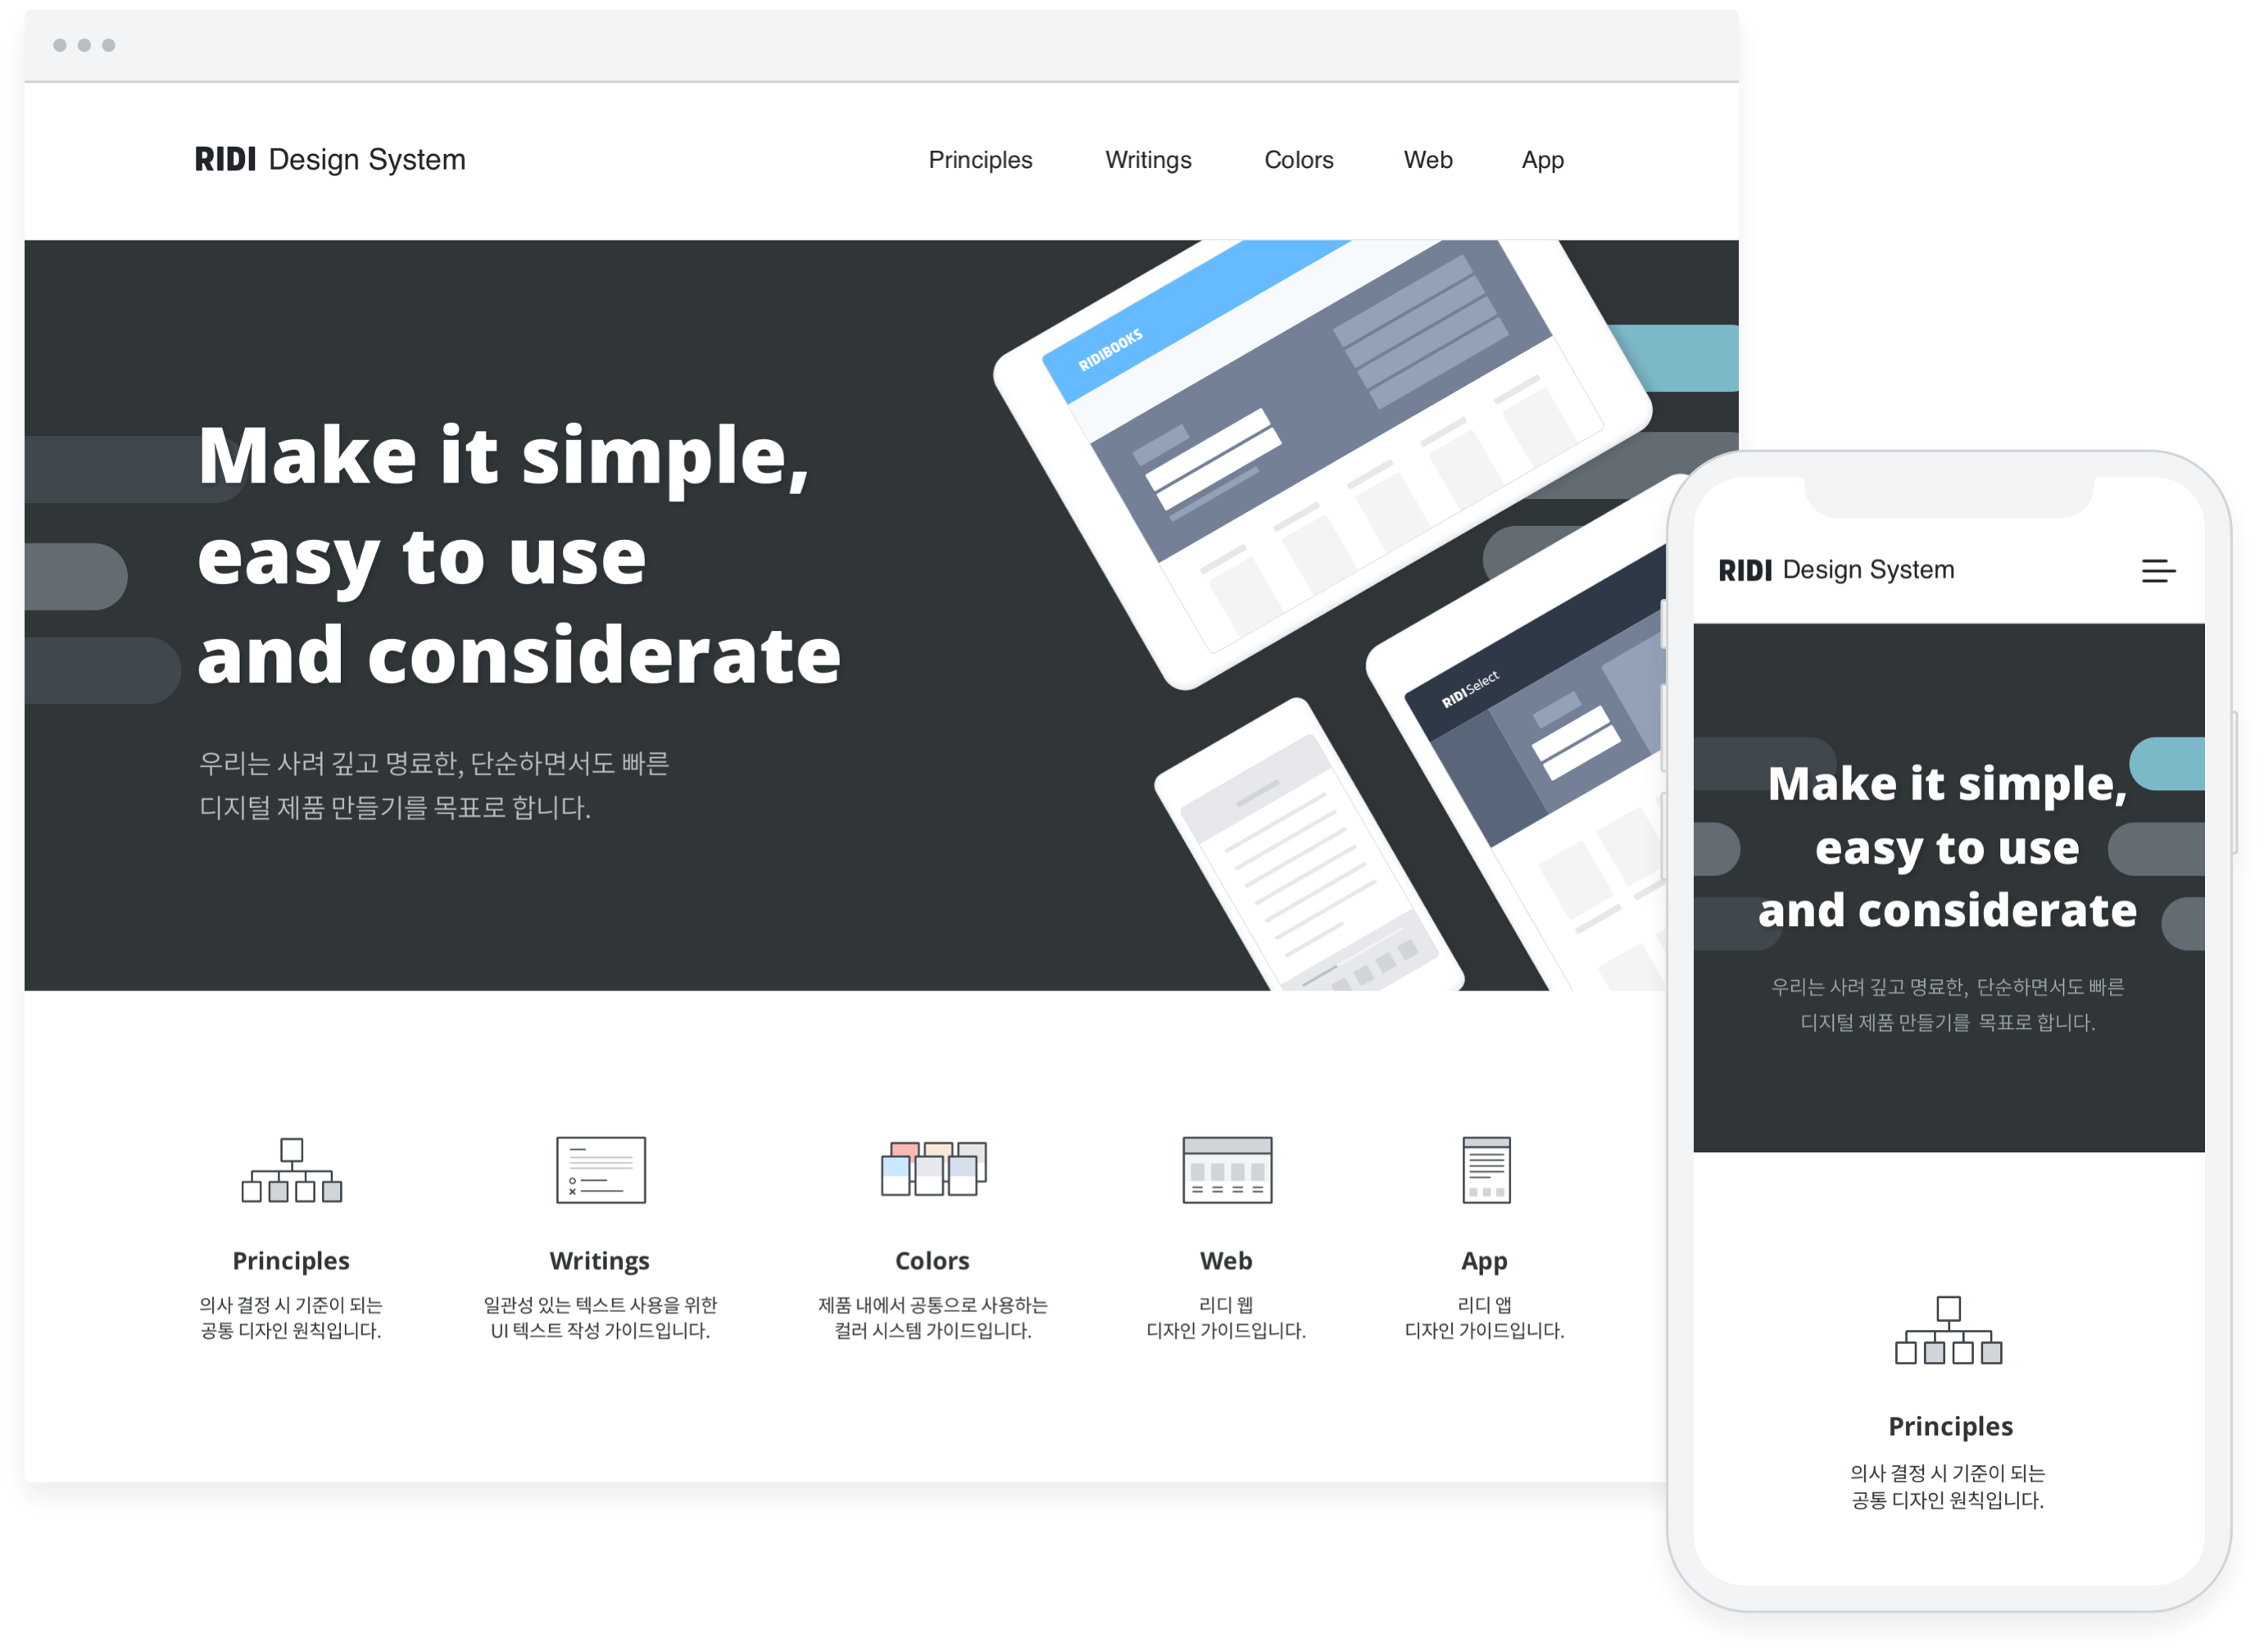 RIDI Design System
Principles Writings Colors Web App
RIDIBOOKS
Make it simple,
easy to use
and considerate
우리는 사려 깊고 명료한, 단순하면서도 빠른
디지털 제품 만들기를 목표로 합니다.
RIDI Select
Principles
의사 결정 시 기준이 되는
공통 디자인 원칙입니다.
Writings
일관성 있는 텍스트 사용을 위한
UI 텍스트 작성 가이드입니다.
Colors
제품 내에서 공통으로 사용하는
컬러 시스템 가이드입니다.
Web
리디 웹
디자인 가이드입니다.
App
리디 앱
디자인 가이드입니다.
RIDI Design System
Make it simple,
easy to use
and considerate
우리는 사려 깊고 명료한, 단순하면서도 빠른
디지털 제품 만들기를 목표로 합니다.
Principles
의사 결정 시 기준이 되는
공통 디자인 원칙입니다.